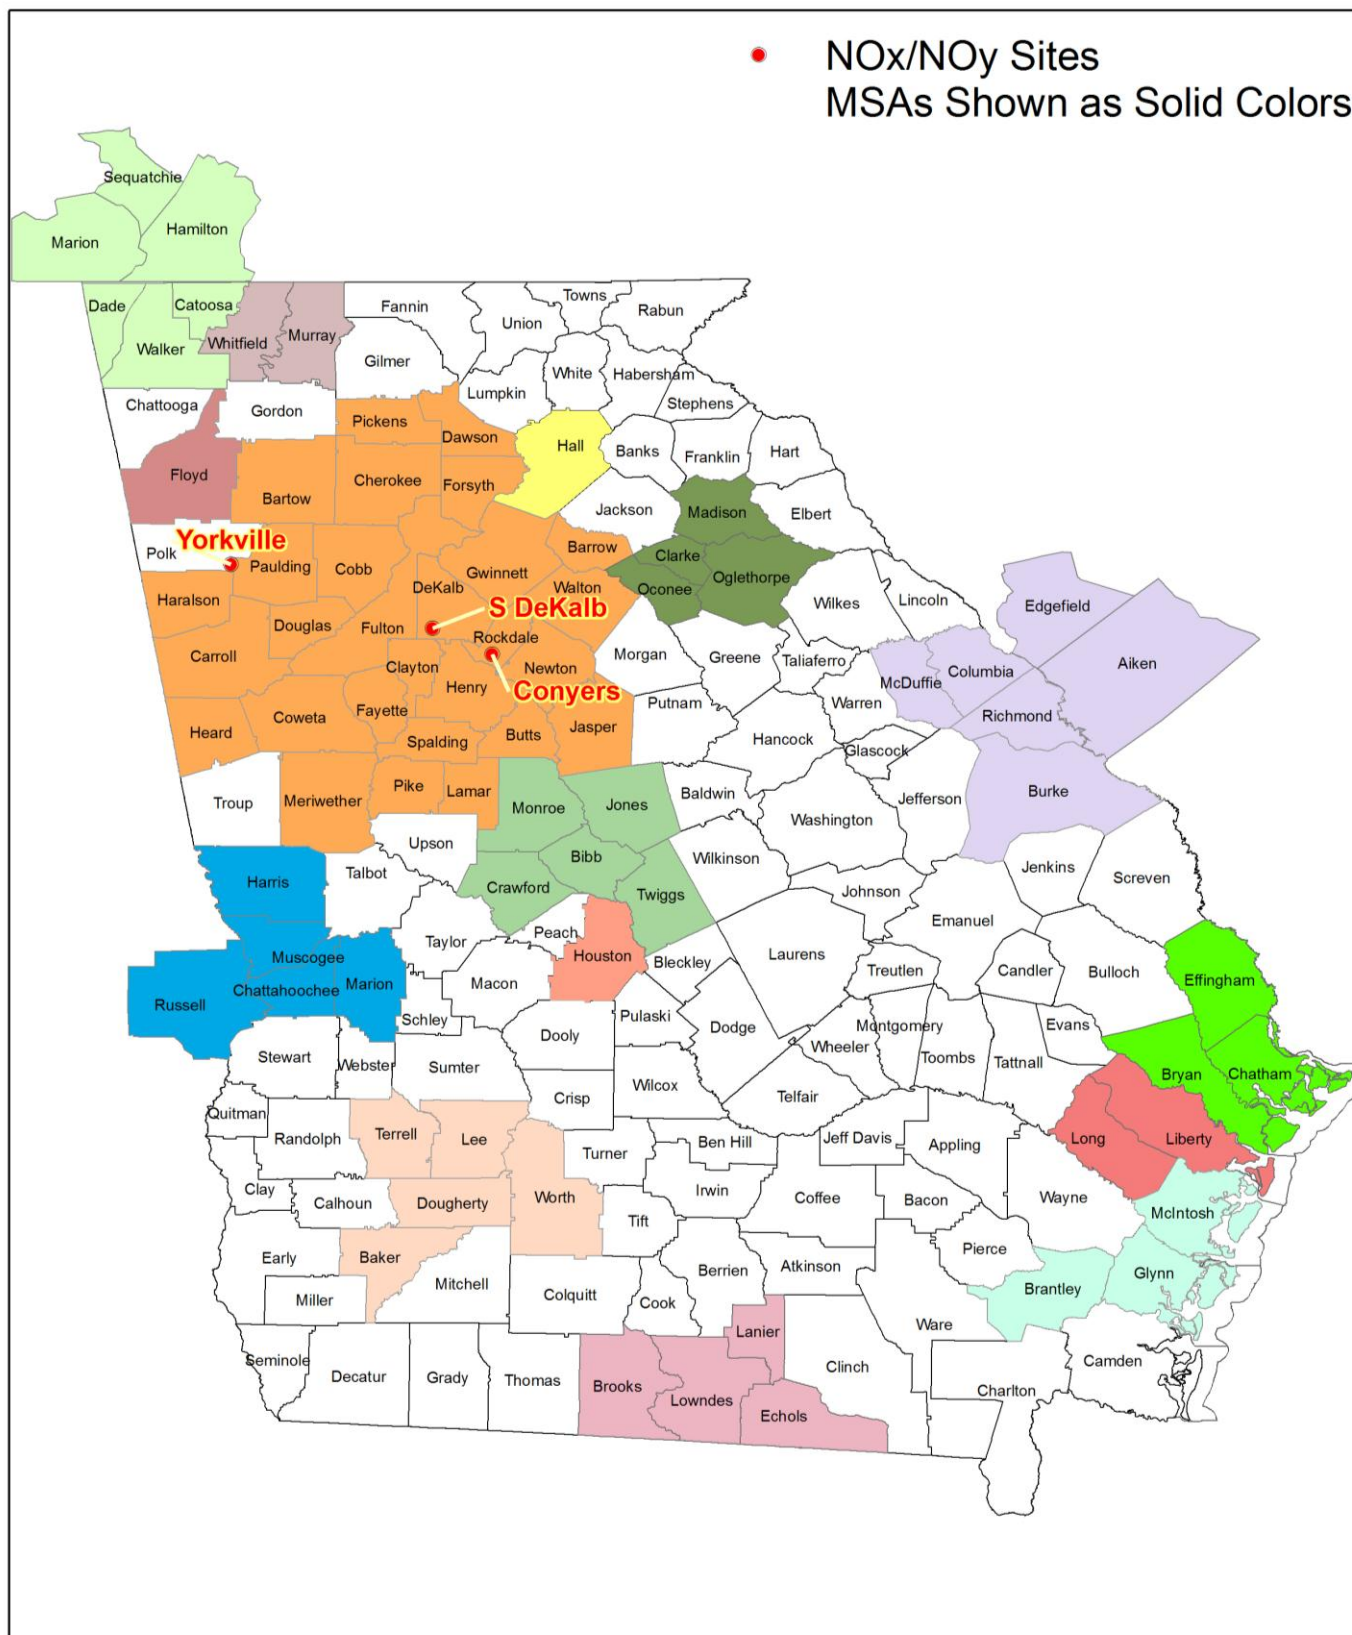 NOx/NOy Sites
MSAs Shown as Solid Colors
Sequatchie
Marion
Hamilton
Dade
Catoosa
Walker
Whitfield
Murray
Fannin
Union
Towns
Rabun
Gilmer
Lumpkin
White
Habersham
Stephens
Chattooga
Gordon
Pickens
Dawson
Hall
Banks
Franklin
Hart
Floyd
Bartow
Cherokee
Forsyth
Jackson
Madison
Elbert
Polk
Yorkville
Paulding
Cobb
DeKalb
Gwinnett
Barrow
Clarke
Oconee
Oglethorpe
Walton
Haralson
Douglas
Fulton
S DeKalb
Rockdale
Wilkes
Lincoln
Edgefield
Aiken
Carroll
Clayton
Henry
Newton
Conyers
Morgan
Greene
Taliaferro
McDuffie
Columbia
Richmond
Warren
Heard
Coweta
Fayette
Spalding
Butts
Jasper
Putnam
Hancock
Glascock
Troup
Meriwether
Pike
Lamar
Monroe
Jones
Baldwin
Washington
Jefferson
Burke
Upson
Talbot
Harris
Crawford
Bibb
Twiggs
Wilkinson
Johnson
Jenkins
Screven
Emanuel
Muscogee
Taylor
Peach
Houston
Bleckley
Laurens
Treutlen
Candler
Bulloch
Effingham
Russell
Chattahoochee
Marion
Macon
Schley
Dooly
Pulaski
Dodge
Wheeler
Montgomery
Toombs
Tattnall
Evans
Bryan
Chatham
Stewart
Webster
Sumter
Crisp
Wilcox
Telfair
Quitman
Randolph
Terrell
Lee
Turner
Ben Hill
Jeff Davis
Appling
Long
Liberty
Clay
Calhoun
Dougherty
Worth
Tift
Irwin
Coffee
Bacon
Wayne
McIntosh
Early
Baker
Mitchell
Miller
Colquitt
Cook
Berrien
Atkinson
Pierce
Brantley
Glynn
Ware
Seminole
Decatur
Grady
Thomas
Brooks
Lowndes
Lanier
Echols
Clinch
Charlton
Camden